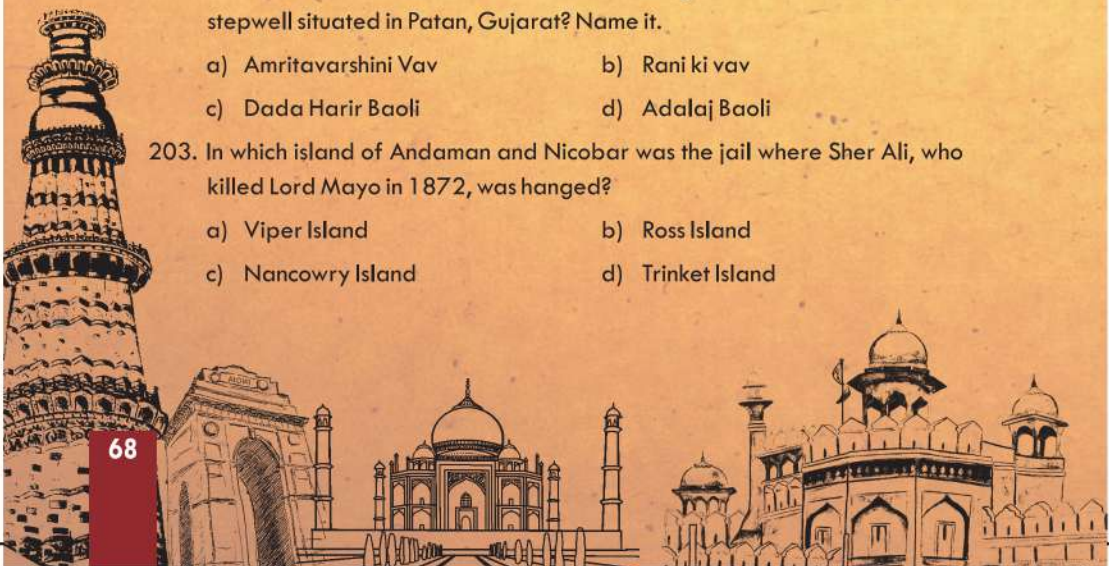 stepwell situated in Patan, Gujarat? Name it.
a) Amritavarshini Vav b) Rani ki vav
c) Dada Harir Baoli d) Adalaj Baoli
203. In which island of Andaman and Nicobar was the jail where Sher Ali, who
killed Lord Mayo in 1872, was hanged?
a) Viper Island b) Ross Island
c) Nancowry Island d) Trinket Island
68